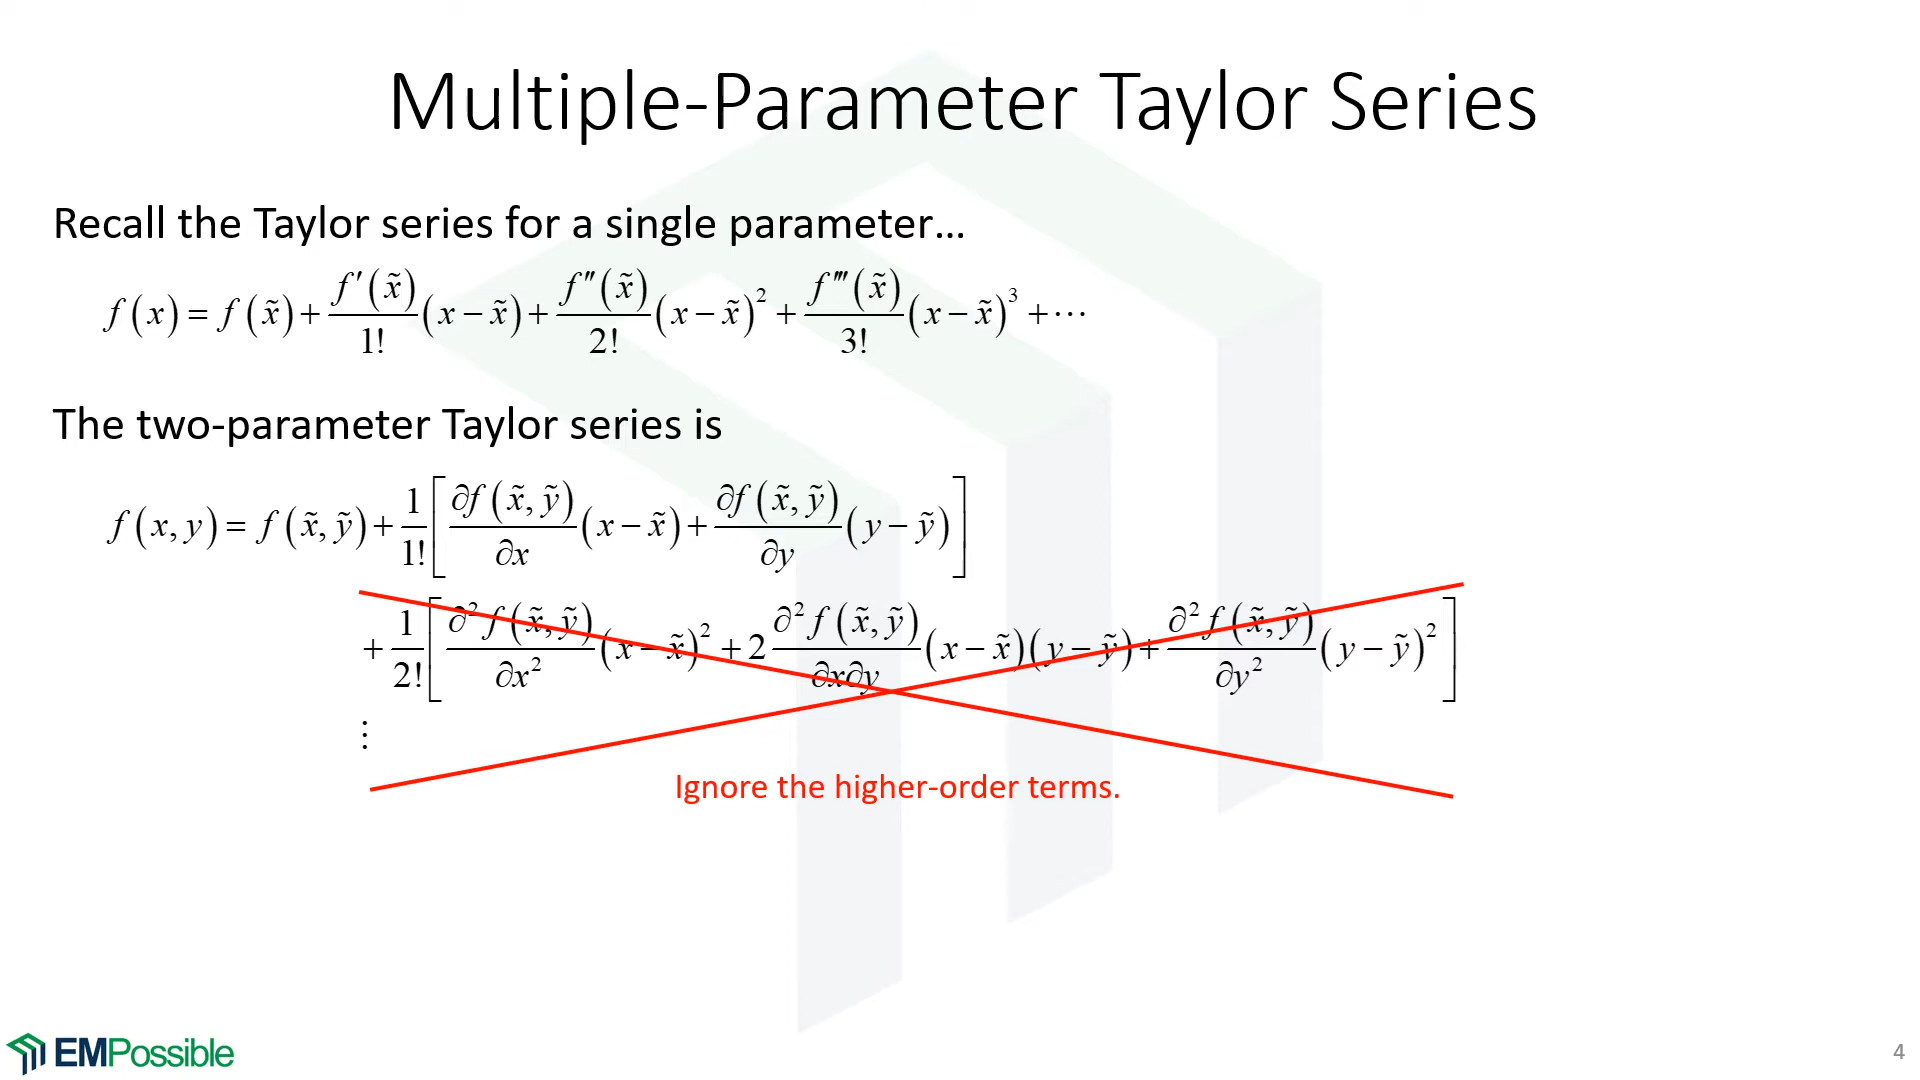 Multiple-Parameter Taylor Series
Recall the Taylor series for a single parameter…
f(x) = f(x̃) + f′(x̃)/1! (x − x̃) + f″(x̃)/2! (x − x̃)² + f‴(x̃)/3! (x − x̃)³ + ⋯
The two-parameter Taylor series is
f(x, y) = f(x̃, ỹ) + 1/1! [ ∂f(x̃, ỹ)/∂x (x − x̃) + ∂f(x̃, ỹ)/∂y (y − ỹ) ]
+ 1/2! [ ∂²f(x̃, ỹ)/∂x² (x − x̃)² + 2 ∂²f(x̃, ỹ)/∂x∂y (x − x̃)(y − ỹ) + ∂²f(x̃, ỹ)/∂y² (y − ỹ)² ]
⋮
Ignore the higher-order terms.
EMPossible
4